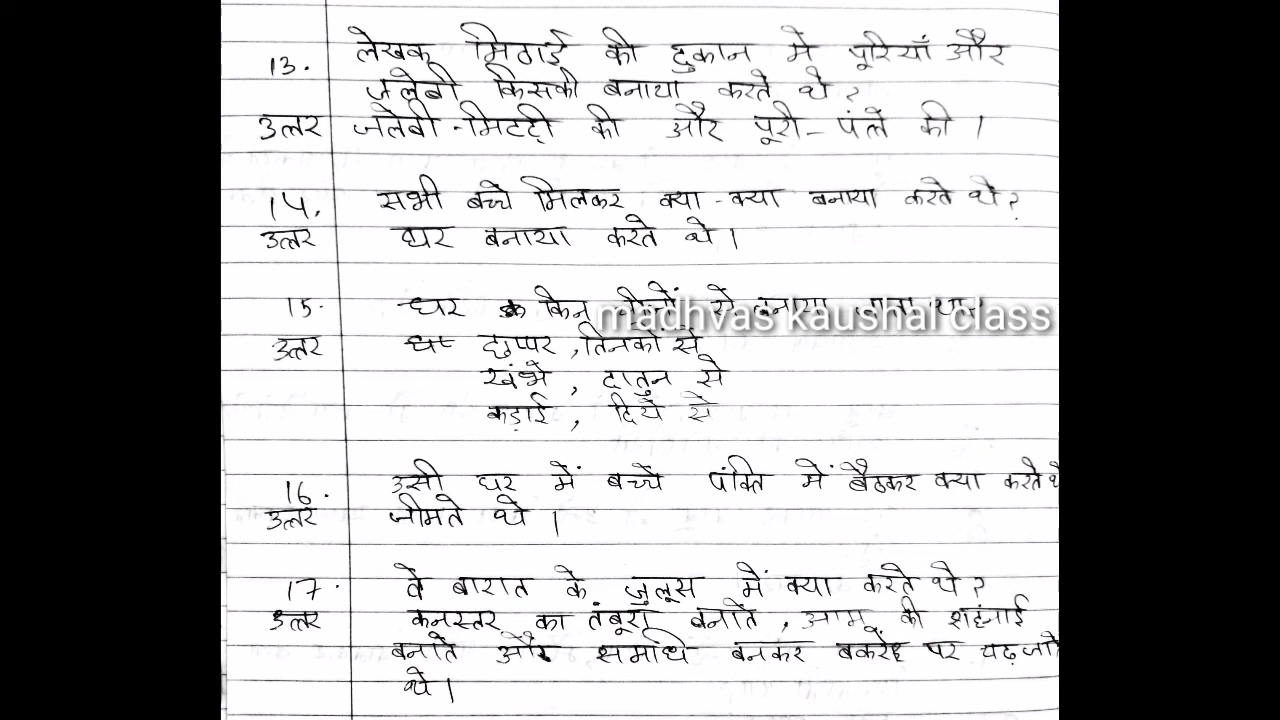 13. लेखक मिठाई की दुकान में पूरियाँ और
जलेबी किसकी बनाया करते थे?
उत्तर जलेबी-मिटटी की और पूरी-पत्ते की।
14. सभी बच्चे मिलकर क्या-क्या बनाया करते थे?
उत्तर घर बनाया करते थे।
15. घर किन चीजों से बनाया जाता था?
madhvas kaushal class
उत्तर छप्पर, तिनकों से
खंभे, दातुन से
कड़ाई, दिये से
16. उसी घर में बच्चे पंक्ति में बैठकर क्या करते थे
उत्तर जीमते थे।
17. वे बारात के जुलूस में क्या करते थे?
उत्तर कनस्तर का तंबूरा बनाते, आम की शहनाई
बनाते और समधि बनकर बकरे पर चढ़ जाते
थे।